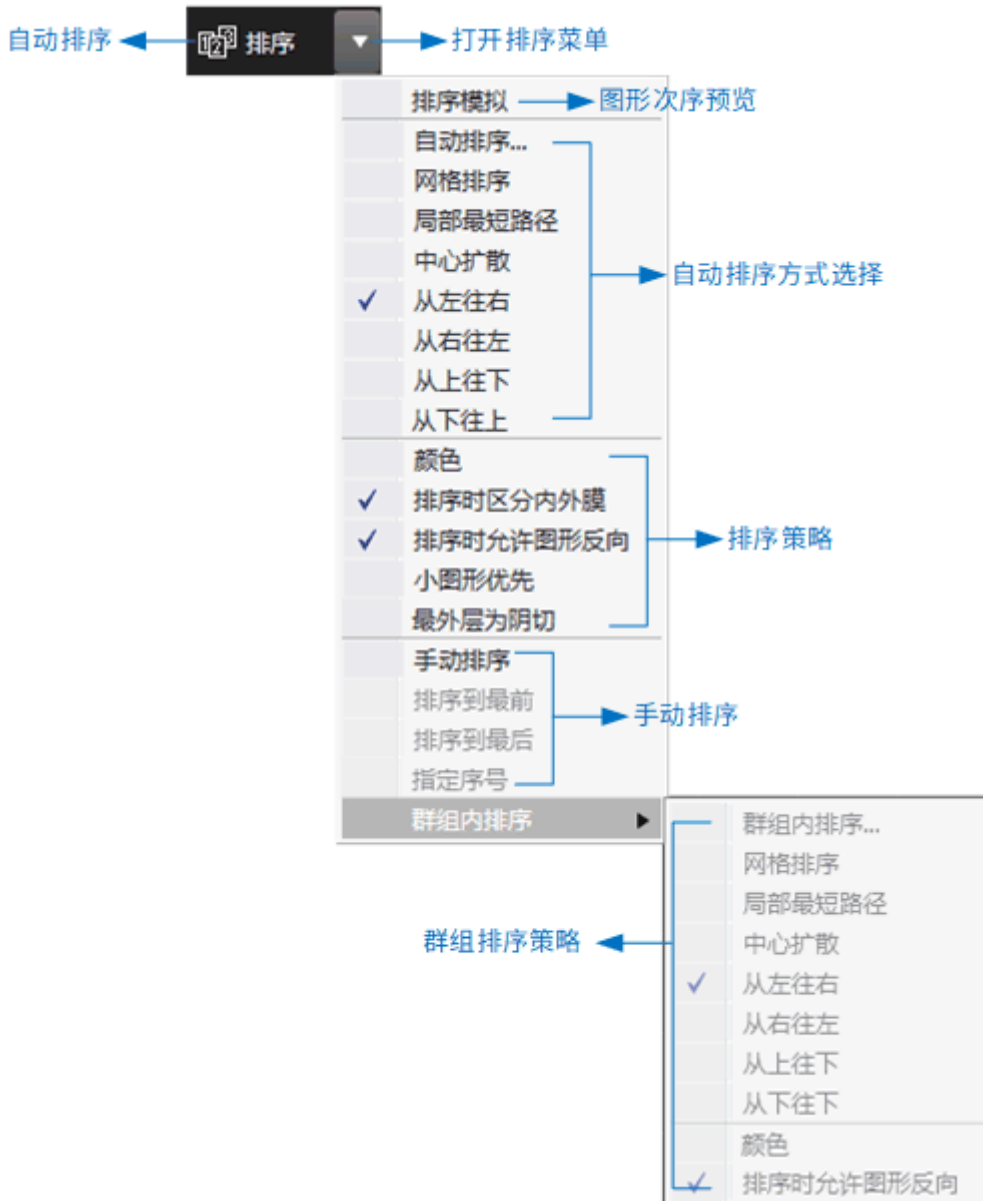 自动排序
排序
打开排序菜单
排序模拟
图形次序预览
自动排序...
网格排序
局部最短路径
中心扩散
从左往右
从右往左
从上往下
从下往上
自动排序方式选择
颜色
排序时区分内外膜
排序时允许图形反向
小图形优先
最外层为阴切
排序策略
手动排序
排序到最前
排序到最后
指定序号
手动排序
群组内排序
群组内排序...
网格排序
局部最短路径
中心扩散
从左往右
从右往左
从上往下
从下往下
颜色
排序时允许图形反向
群组排序策略